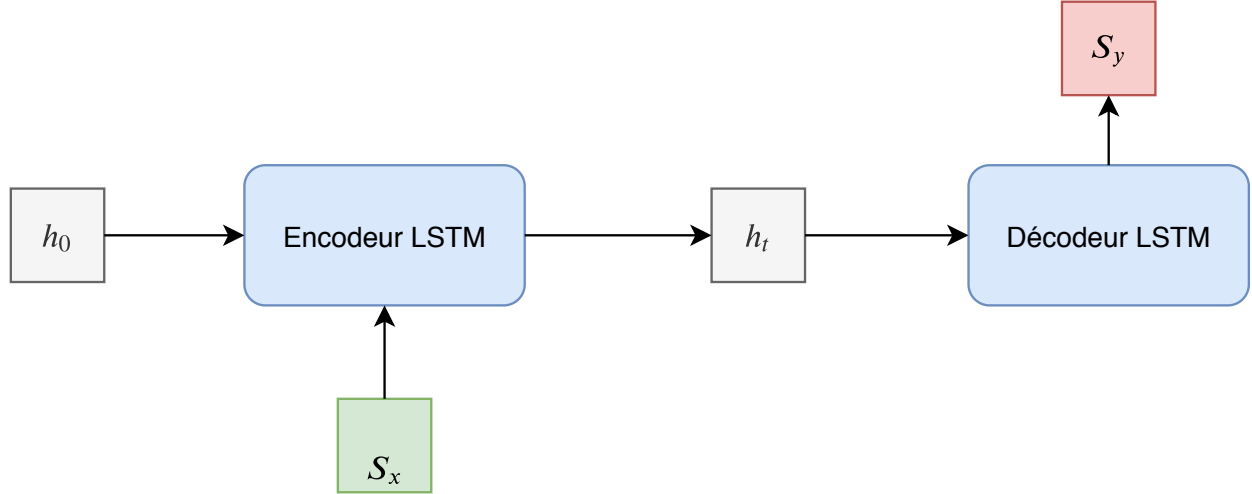 S_y
h_0
Encodeur LSTM
h_t
Décodeur LSTM
S_x